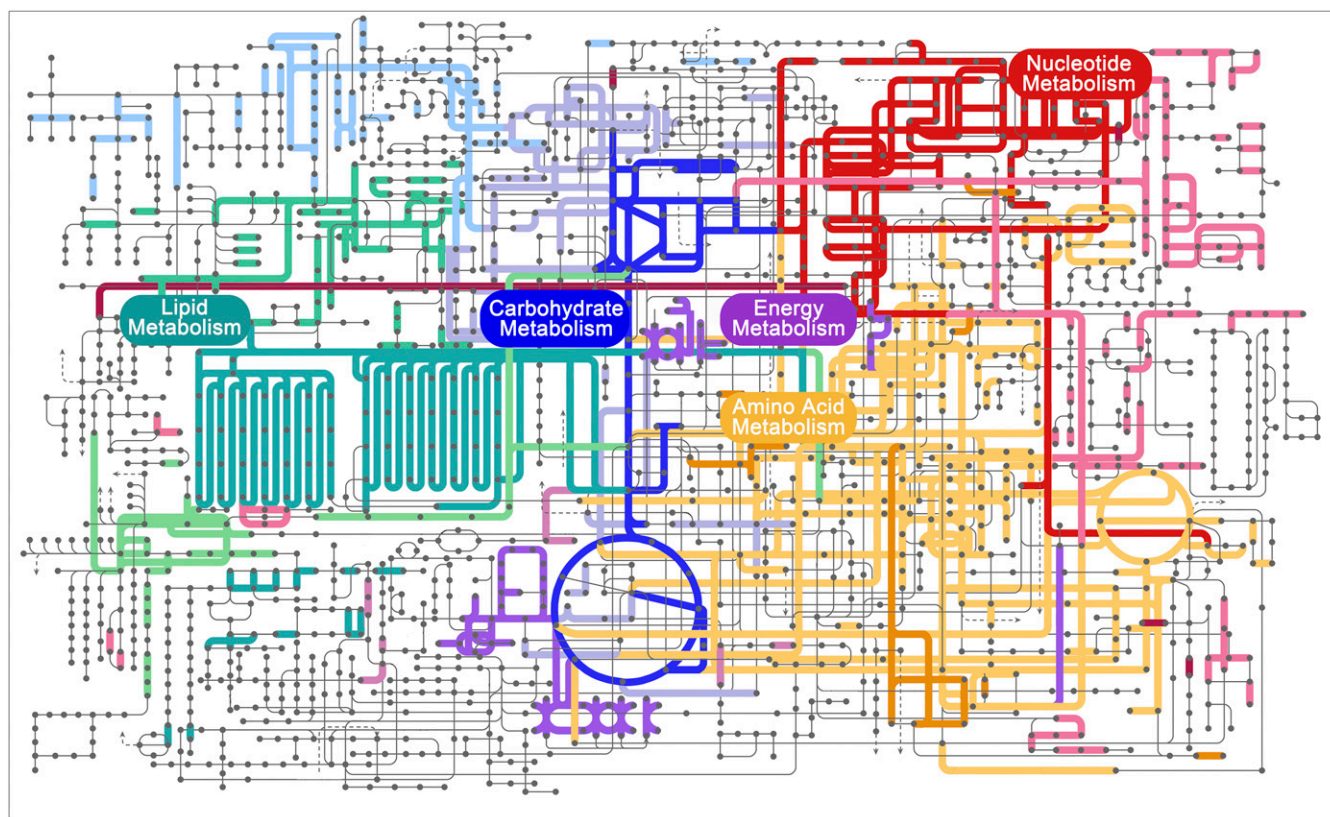 Nucleotide
Metabolism
Lipid
Metabolism
Carbohydrate
Metabolism
Energy
Metabolism
Amino Acid
Metabolism